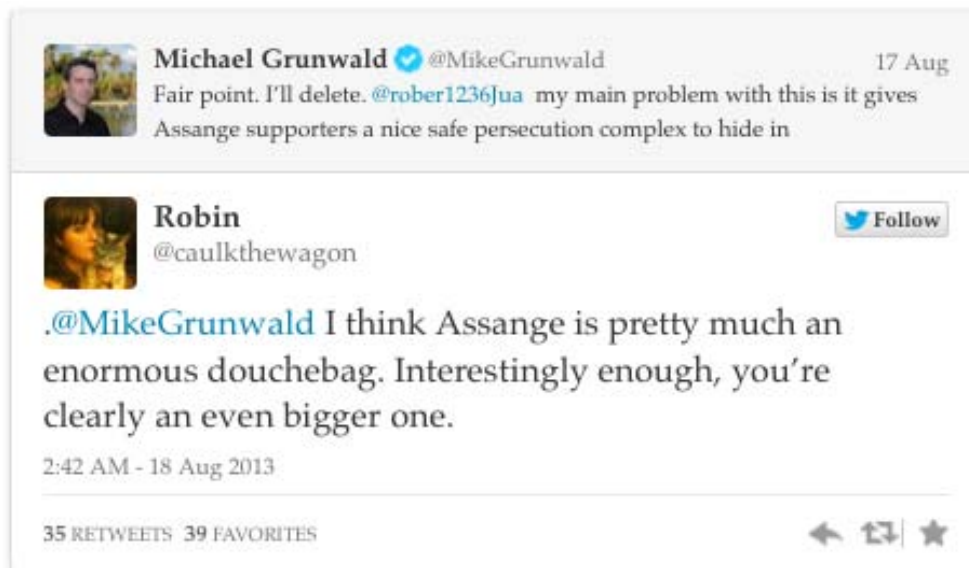 Michael Grunwald @MikeGrunwald 17 Aug
Fair point. I'll delete. @rober1236Jua my main problem with this is it gives
Assange supporters a nice safe persecution complex to hide in
Robin
@caulkthewagon
Follow
.@MikeGrunwald I think Assange is pretty much an
enormous douchebag. Interestingly enough, you're
clearly an even bigger one.
2:42 AM - 18 Aug 2013
35 RETWEETS 39 FAVORITES